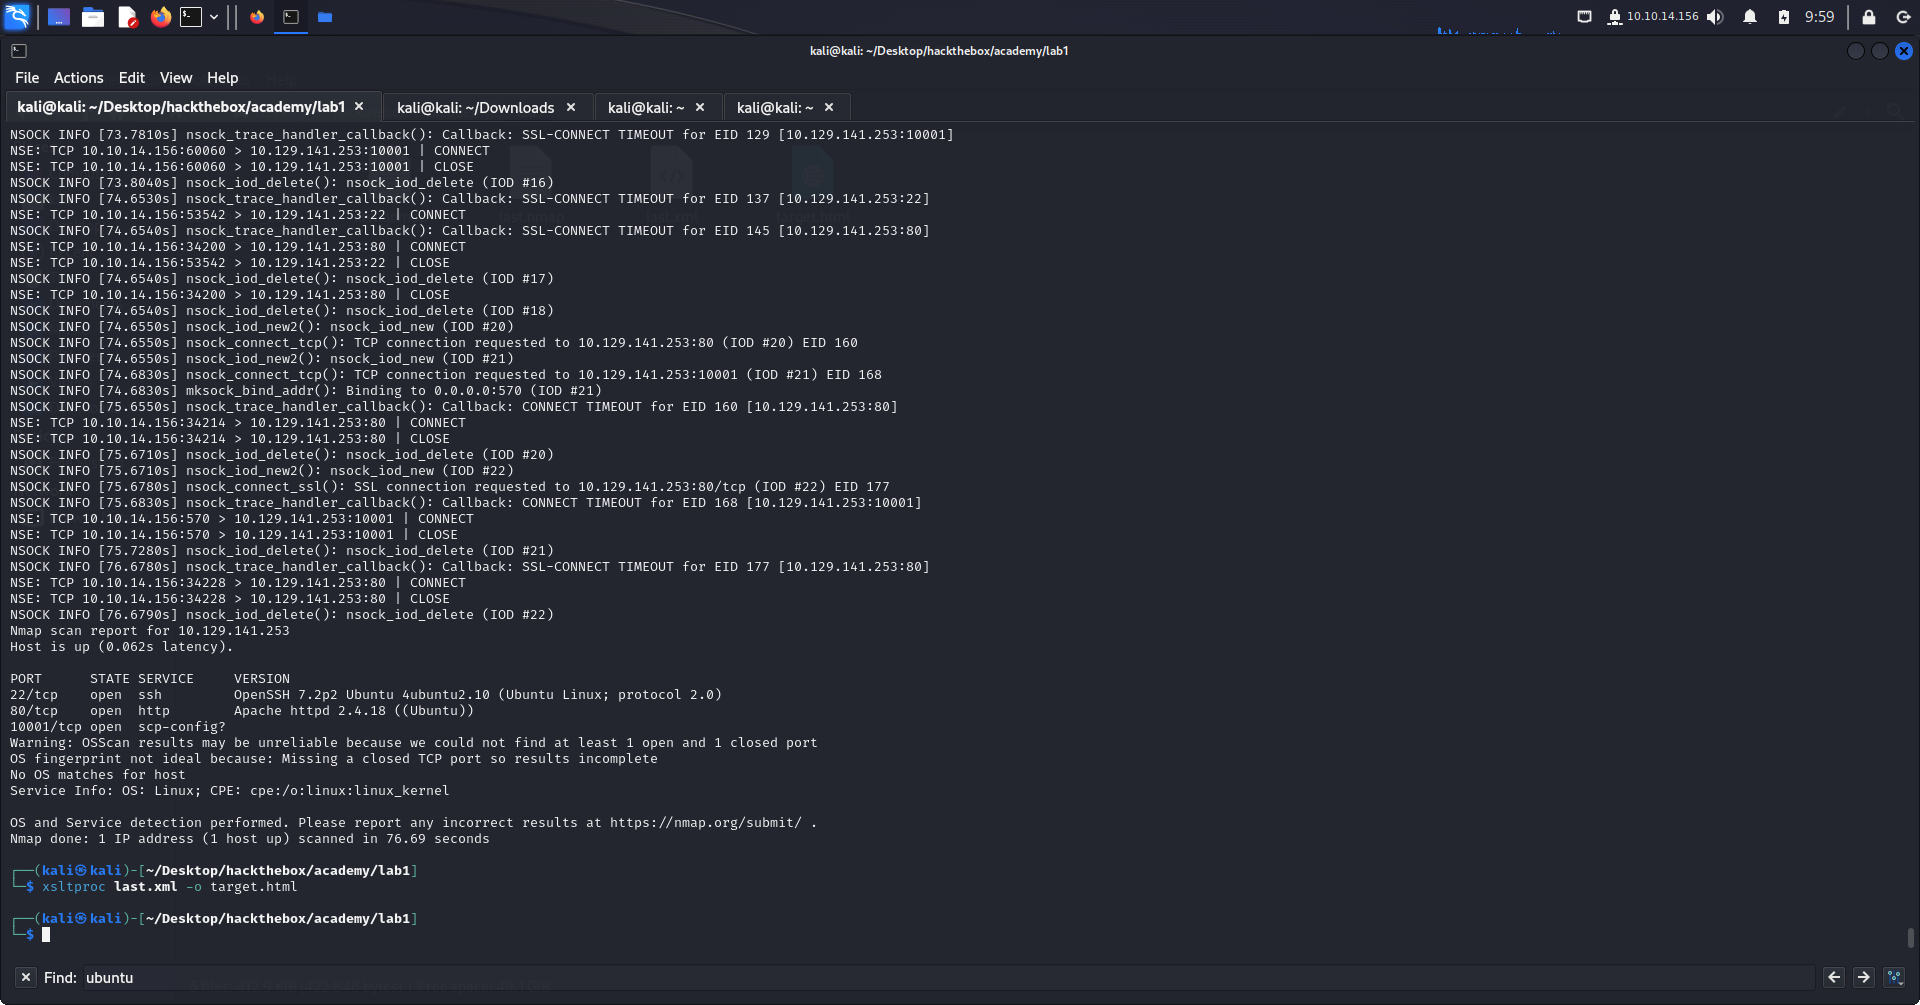 10.10.14.156
9:59
kali@kali: ~/Desktop/hackthebox/academy/lab1
File Actions Edit View Help
kali@kali: ~/Desktop/hackthebox/academy/lab1 × kali@kali: ~/Downloads × kali@kali: ~ × kali@kali: ~ ×
NSOCK INFO [73.7810s] nsock_trace_handler_callback(): Callback: SSL-CONNECT TIMEOUT for EID 129 [10.129.141.253:10001]
NSE: TCP 10.10.14.156:60060 > 10.129.141.253:10001 | CONNECT
NSE: TCP 10.10.14.156:60060 > 10.129.141.253:10001 | CLOSE
NSOCK INFO [73.8040s] nsock_iod_delete(): nsock_iod_delete (IOD #16)
NSOCK INFO [74.6530s] nsock_trace_handler_callback(): Callback: SSL-CONNECT TIMEOUT for EID 137 [10.129.141.253:22]
NSE: TCP 10.10.14.156:53542 > 10.129.141.253:22 | CONNECT
NSOCK INFO [74.6540s] nsock_trace_handler_callback(): Callback: SSL-CONNECT TIMEOUT for EID 145 [10.129.141.253:80]
NSE: TCP 10.10.14.156:34200 > 10.129.141.253:80 | CONNECT
NSE: TCP 10.10.14.156:53542 > 10.129.141.253:22 | CLOSE
NSOCK INFO [74.6540s] nsock_iod_delete(): nsock_iod_delete (IOD #17)
NSE: TCP 10.10.14.156:34200 > 10.129.141.253:80 | CLOSE
NSOCK INFO [74.6540s] nsock_iod_delete(): nsock_iod_delete (IOD #18)
NSOCK INFO [74.6550s] nsock_iod_new2(): nsock_iod_new (IOD #20)
NSOCK INFO [74.6550s] nsock_connect_tcp(): TCP connection requested to 10.129.141.253:80 (IOD #20) EID 160
NSOCK INFO [74.6550s] nsock_iod_new2(): nsock_iod_new (IOD #21)
NSOCK INFO [74.6830s] nsock_connect_tcp(): TCP connection requested to 10.129.141.253:10001 (IOD #21) EID 168
NSOCK INFO [74.6830s] mksock_bind_addr(): Binding to 0.0.0.0:570 (IOD #21)
NSOCK INFO [75.6550s] nsock_trace_handler_callback(): Callback: CONNECT TIMEOUT for EID 160 [10.129.141.253:80]
NSE: TCP 10.10.14.156:34214 > 10.129.141.253:80 | CONNECT
NSE: TCP 10.10.14.156:34214 > 10.129.141.253:80 | CLOSE
NSOCK INFO [75.6710s] nsock_iod_delete(): nsock_iod_delete (IOD #20)
NSOCK INFO [75.6710s] nsock_iod_new2(): nsock_iod_new (IOD #22)
NSOCK INFO [75.6780s] nsock_connect_ssl(): SSL connection requested to 10.129.141.253:80/tcp (IOD #22) EID 177
NSOCK INFO [75.6830s] nsock_trace_handler_callback(): Callback: CONNECT TIMEOUT for EID 168 [10.129.141.253:10001]
NSE: TCP 10.10.14.156:570 > 10.129.141.253:10001 | CONNECT
NSE: TCP 10.10.14.156:570 > 10.129.141.253:10001 | CLOSE
NSOCK INFO [75.7280s] nsock_iod_delete(): nsock_iod_delete (IOD #21)
NSOCK INFO [76.6780s] nsock_trace_handler_callback(): Callback: SSL-CONNECT TIMEOUT for EID 177 [10.129.141.253:80]
NSE: TCP 10.10.14.156:34228 > 10.129.141.253:80 | CONNECT
NSE: TCP 10.10.14.156:34228 > 10.129.141.253:80 | CLOSE
NSOCK INFO [76.6790s] nsock_iod_delete(): nsock_iod_delete (IOD #22)
Nmap scan report for 10.129.141.253
Host is up (0.062s latency).
PORT STATE SERVICE VERSION
22/tcp open ssh OpenSSH 7.2p2 Ubuntu 4ubuntu2.10 (Ubuntu Linux; protocol 2.0)
80/tcp open http Apache httpd 2.4.18 ((Ubuntu))
10001/tcp open scp-config?
Warning: OSScan results may be unreliable because we could not find at least 1 open and 1 closed port
OS fingerprint not ideal because: Missing a closed TCP port so results incomplete
No OS matches for host
Service Info: OS: Linux; CPE: cpe:/o:linux:linux_kernel
OS and Service detection performed. Please report any incorrect results at https://nmap.org/submit/ .
Nmap done: 1 IP address (1 host up) scanned in 76.69 seconds
┌──(kali㉿kali)-[~/Desktop/hackthebox/academy/lab1]
└─$ xsltproc last.xml -o target.html
┌──(kali㉿kali)-[~/Desktop/hackthebox/academy/lab1]
└─$
× Find: ubuntu